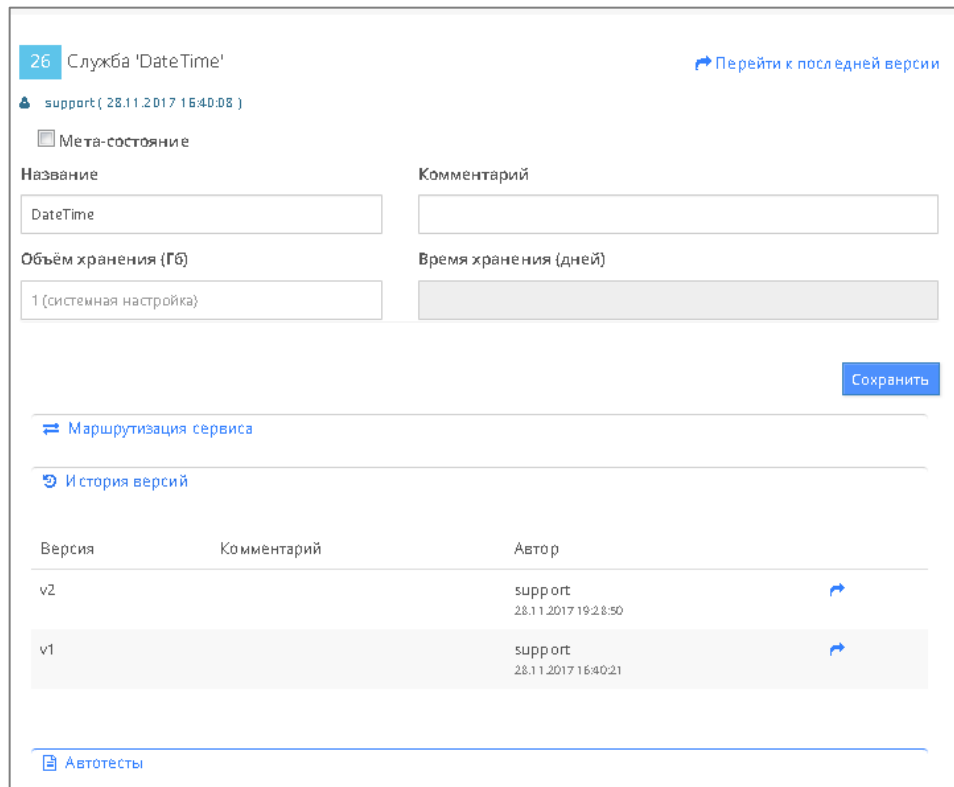 26 Служба 'DateTime' Перейти к последней версии
support ( 28.11.2017 16:40:08 )
Мета-состояние
Название Комментарий
DateTime
Объём хранения (Гб) Время хранения (дней)
1 (системная настройка)
Сохранить
Маршрутизация сервиса
История версий
Версия Комментарий Автор
v2 support
28.11.2017 19:28:50
v1 support
28.11.2017 16:40:21
Автотесты